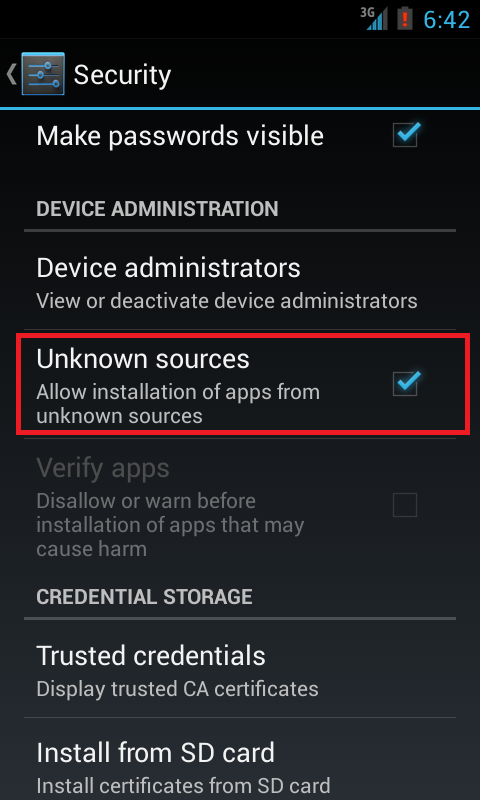 3G 6:42
Security
Make passwords visible
DEVICE ADMINISTRATION
Device administrators
View or deactivate device administrators
Unknown sources
Allow installation of apps from
unknown sources
Verify apps
Disallow or warn before
installation of apps that may
cause harm
CREDENTIAL STORAGE
Trusted credentials
Display trusted CA certificates
Install from SD card
Install certificates from SD card